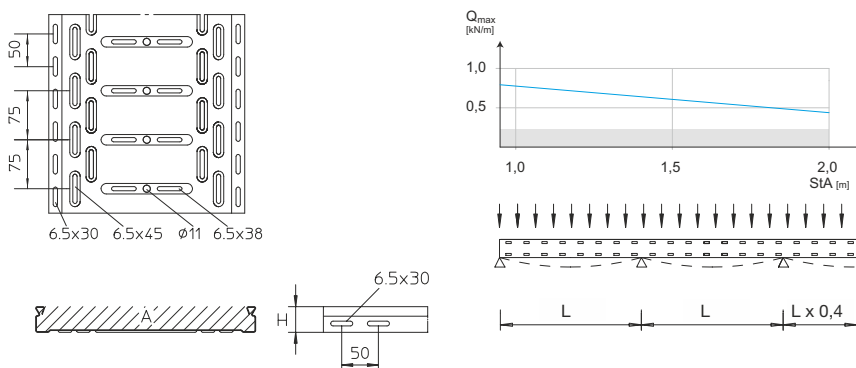 50
75
75
6.5x30 6.5x45 ø11 6.5x38
A
H
6.5x30
50
Qmax
[kN/m]
1,0
0,5
1,0 1,5 2,0
StA [m]
L L L x 0,4